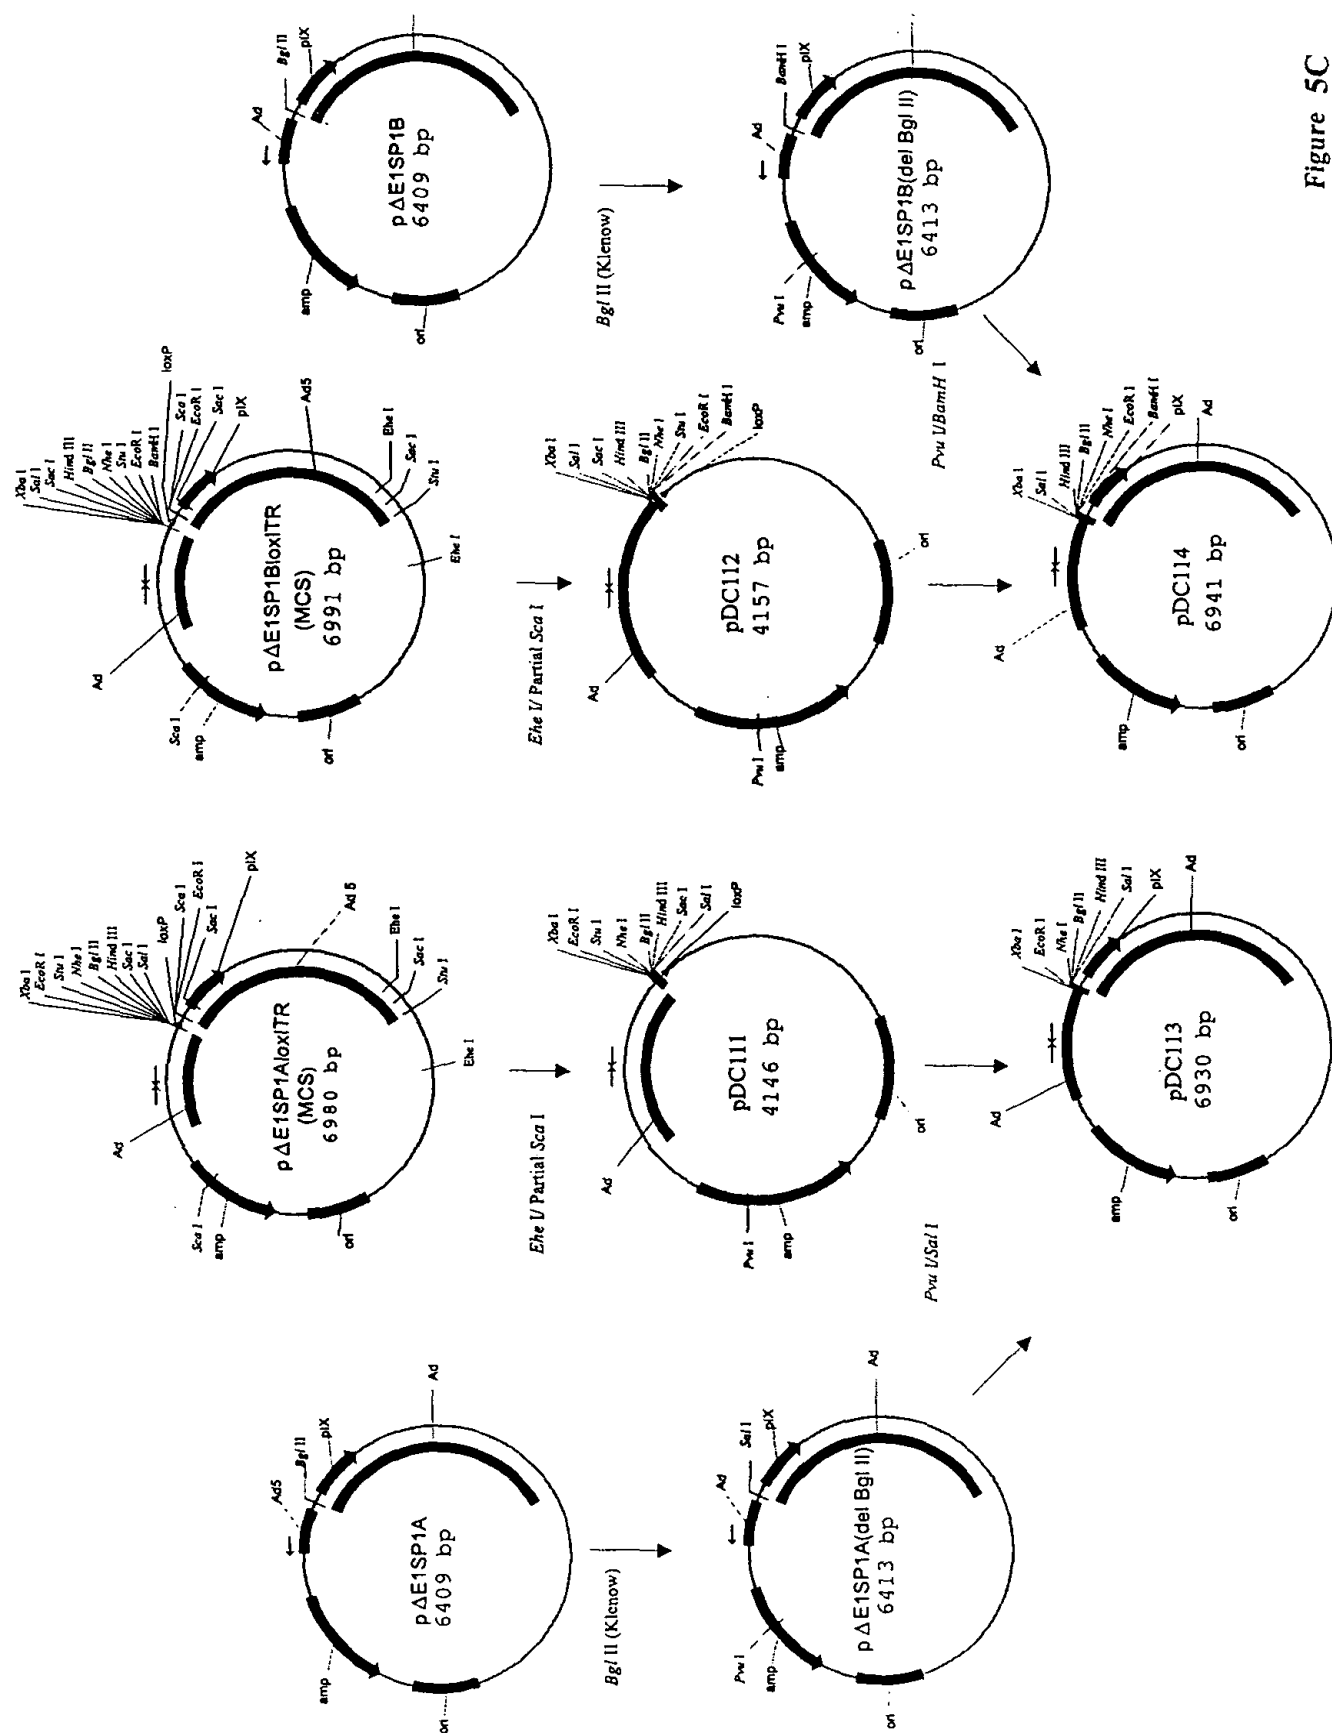 Bgl II
Ad
pIX
pΔE1SP1B
6409 bp
amp
ori
Bgl II (Klenow)
BamH I
Ad
pIX
pΔE1SP1B(del Bgl II)
6413 bp
Pvu I
amp
ori
Pvu I/BamH I
Xba I
Sal I
Sac I
Hind III
Bgl II
Nhe I
Stu I
EcoR I
BamH I
loxP
Sca I
EcoR I
Sac I
pIX
Ad5
Ehe I
Sac I
Stu I
Ehe I
Ad
pΔE1SP1BloxITR
(MCS)
6991 bp
Sca I
amp
ori
Ehe I/ Partial Sca I
Xba I
Sal I
Sac I
Hind III
Bgl II
Nhe I
Stu I
EcoR I
BamH I
loxP
Ad
pDC112
4157 bp
Pvu I
amp
ori
Xba I
Sal I
Hind III
Bgl II
Nhe I
EcoR I
BamH I
pIX
Ad
Ad
pDC114
6941 bp
amp
ori
Xba I
EcoR I
Stu I
Nhe I
Bgl II
Hind III
Sac I
Sal I
loxP
Sca I
EcoR I
Sac I
pIX
Ad 5
Ehe I
Sac I
Stu I
Ehe I
Ad
pΔE1SP1AloxITR
(MCS)
6980 bp
Sca I
amp
ori
Ehe I/ Partial Sca I
Xba I
EcoR I
Stu I
Nhe I
Bgl II
Hind III
Sac I
Sal I
loxP
Ad
pDC111
4146 bp
Pvu I
amp
ori
Pvu I/Sal I
Xba I
EcoR I
Nhe I
Bgl II
Hind III
Sal I
pIX
Ad
Ad
pDC113
6930 bp
amp
ori
Ad5
Bgl II
pIX
Ad
pΔE1SP1A
6409 bp
amp
ori
Bgl II (Klenow)
Ad
Sal I
pIX
Ad
pΔE1SP1A(del Bgl II)
6413 bp
Pvu I
amp
ori
Figure 5C